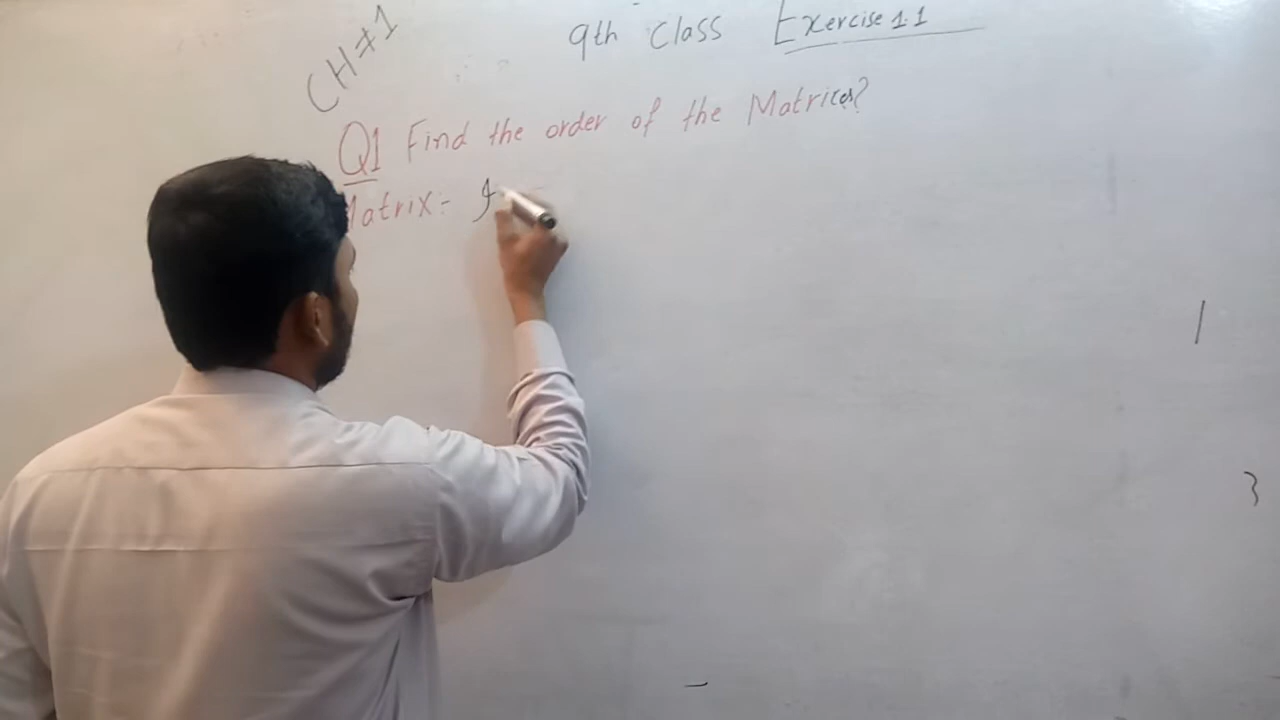 CH#1
9th Class Exercise 1.1
Q1 Find the order of the Matrices?
Matrix:-